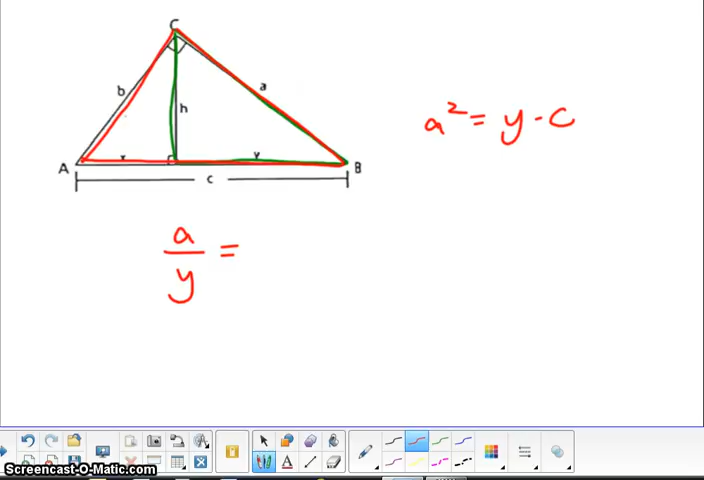 C
b
a
h
a² = y · c
x
y
A
B
c
a/y =
A
Screencast-O-Matic.com